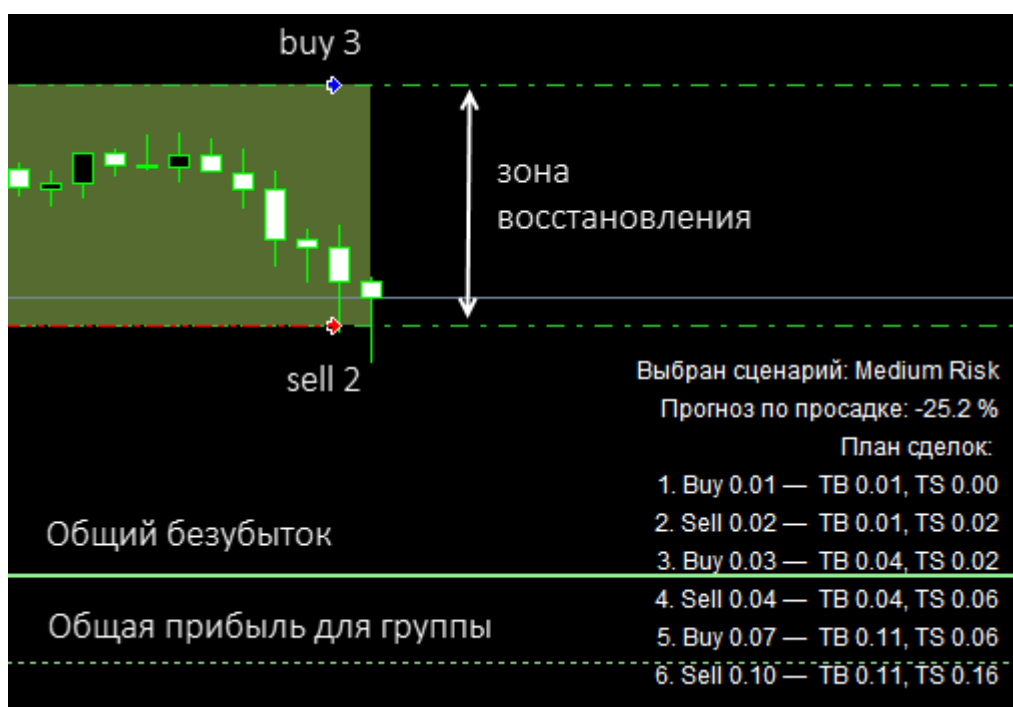 buy 3
зона
восстановления
sell 2
Выбран сценарий: Medium Risk
Прогноз по просадке: -25.2 %
План сделок:
1. Buy 0.01 — TB 0.01, TS 0.00
2. Sell 0.02 — TB 0.01, TS 0.02
3. Buy 0.03 — TB 0.04, TS 0.02
4. Sell 0.04 — TB 0.04, TS 0.06
5. Buy 0.07 — TB 0.11, TS 0.06
6. Sell 0.10 — TB 0.11, TS 0.16
Общий безубыток
Общая прибыль для группы